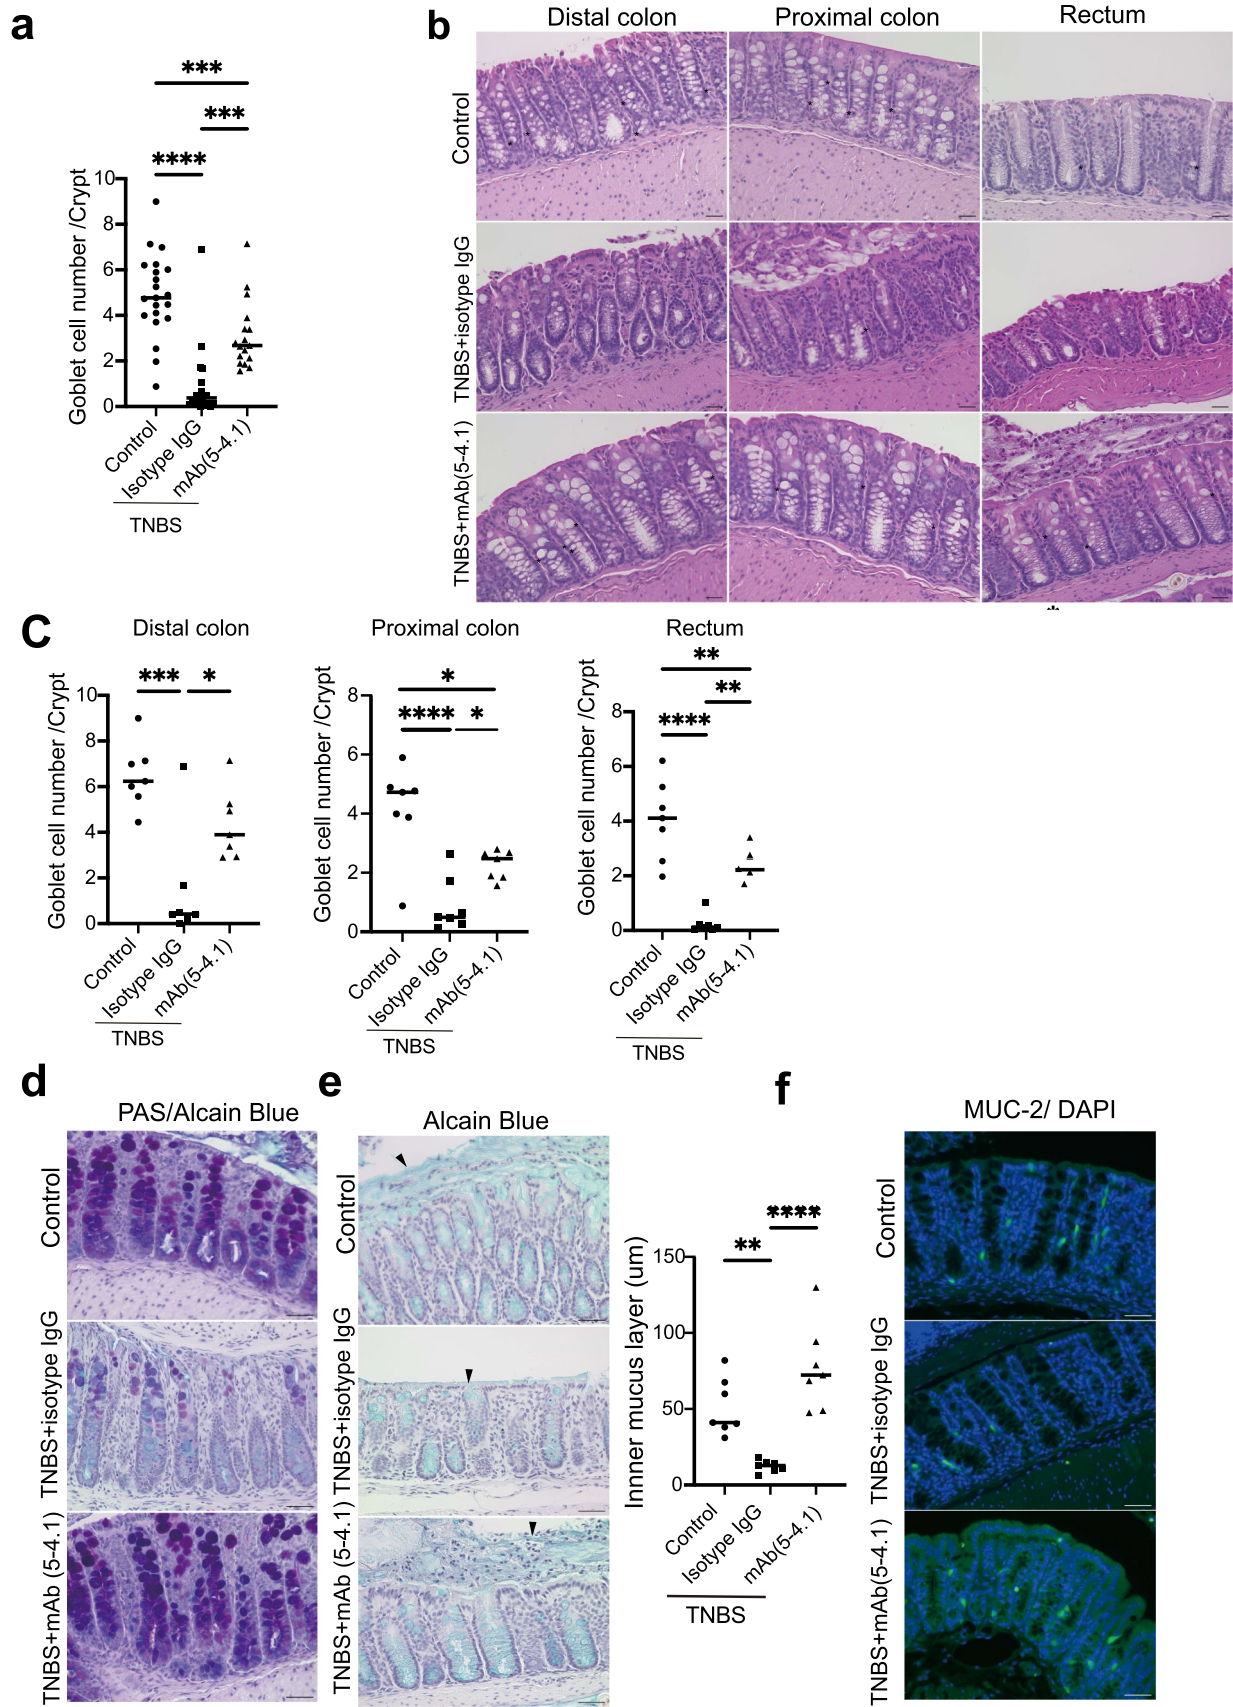 a
***
***
****
Goblet cell number /Crypt
10
8
6
4
2
0
Control
Isotype IgG
mAb(5-4.1)
TNBS
b
Distal colon
Proximal colon
Rectum
Control
TNBS+isotype IgG
TNBS+mAb(5-4.1)
*
C
Distal colon
*** *
Goblet cell number /Crypt
10
8
6
4
2
0
Control
Isotype IgG
mAb(5-4.1)
TNBS
Proximal colon
*
**** *
Goblet cell number /Crypt
8
6
4
2
0
Control
Isotype IgG
mAb(5-4.1)
TNBS
Rectum
**
**
****
Goblet cell number /Crypt
8
6
4
2
0
Control
Isotype IgG
mAb(5-4.1)
TNBS
d
PAS/Alcain Blue
Control
TNBS+isotype IgG
TNBS+mAb (5-4.1)
e
Alcain Blue
Control
TNBS+isotype IgG
TNBS+mAb (5-4.1)
****
**
Innner mucus layer (um)
150
100
50
0
Control
Isotype IgG
mAb(5-4.1)
TNBS
f
MUC-2/ DAPI
Control
TNBS+isotype IgG
TNBS+mAb(5-4.1)